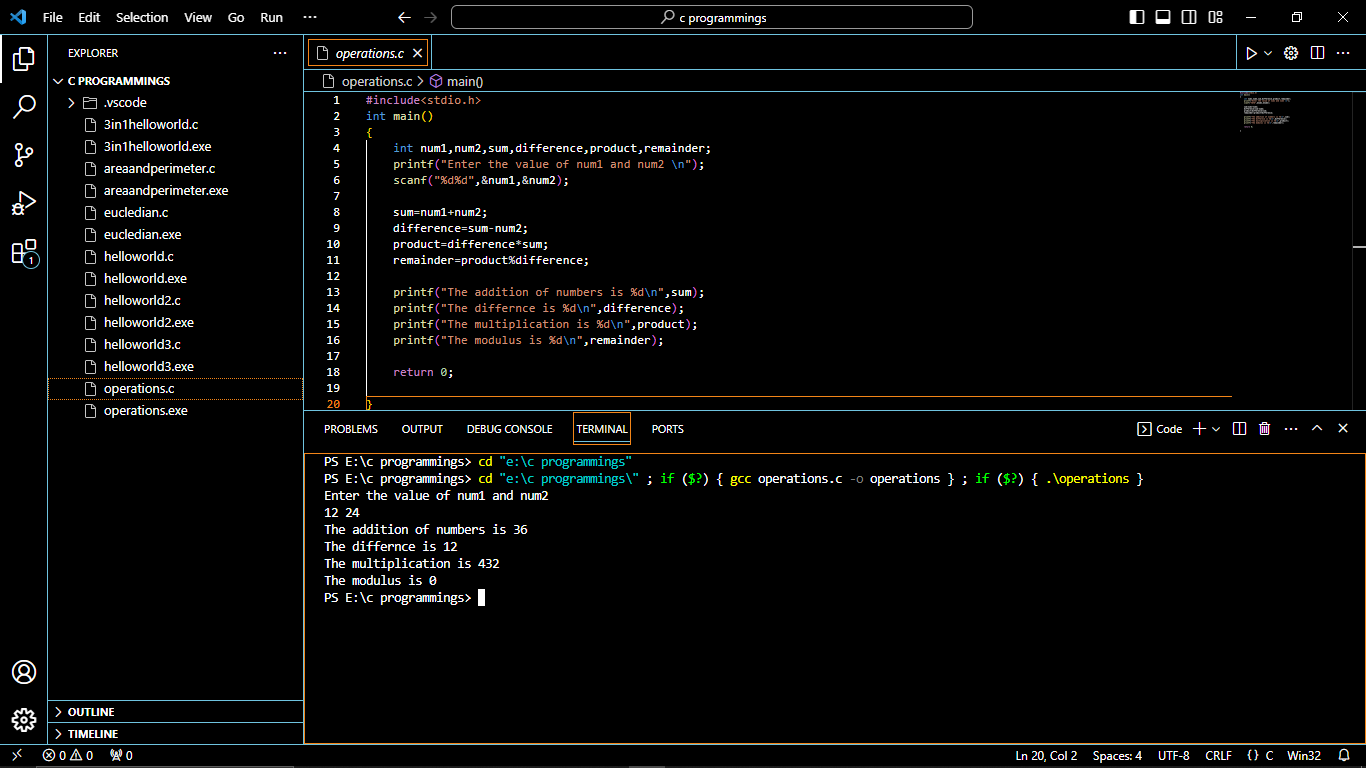 File Edit Selection View Go Run ···
c programmings
EXPLORER ···
C PROGRAMMINGS
.vscode
3in1helloworld.c
3in1helloworld.exe
areaandperimeter.c
areaandperimeter.exe
eucledian.c
eucledian.exe
helloworld.c
helloworld.exe
helloworld2.c
helloworld2.exe
helloworld3.c
helloworld3.exe
operations.c
operations.exe
OUTLINE
TIMELINE
1
operations.c
operations.c > main()
1 #include<stdio.h>
2 int main()
3 {
4 int num1,num2,sum,difference,product,remainder;
5 printf("Enter the value of num1 and num2 \n");
6 scanf("%d%d",&num1,&num2);
7
8 sum=num1+num2;
9 difference=sum-num2;
10 product=difference*sum;
11 remainder=product%difference;
12
13 printf("The addition of numbers is %d\n",sum);
14 printf("The differnce is %d\n",difference);
15 printf("The multiplication is %d\n",product);
16 printf("The modulus is %d\n",remainder);
17
18 return 0;
19
20 }
PROBLEMS OUTPUT DEBUG CONSOLE TERMINAL PORTS Code
PS E:\c programmings> cd "e:\c programmings"
PS E:\c programmings> cd "e:\c programmings\" ; if ($?) { gcc operations.c -o operations } ; if ($?) { .\operations }
Enter the value of num1 and num2
12 24
The addition of numbers is 36
The differnce is 12
The multiplication is 432
The modulus is 0
PS E:\c programmings>
0 0 0 Ln 20, Col 2 Spaces: 4 UTF-8 CRLF {} C Win32